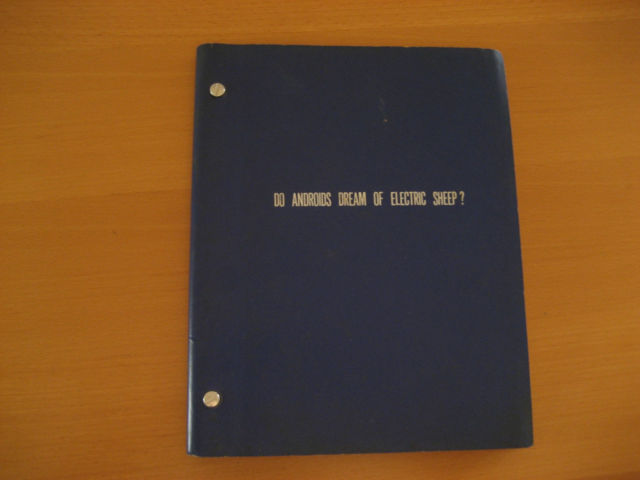 DO ANDROIDS DREAM OF ELECTRIC SHEEP?